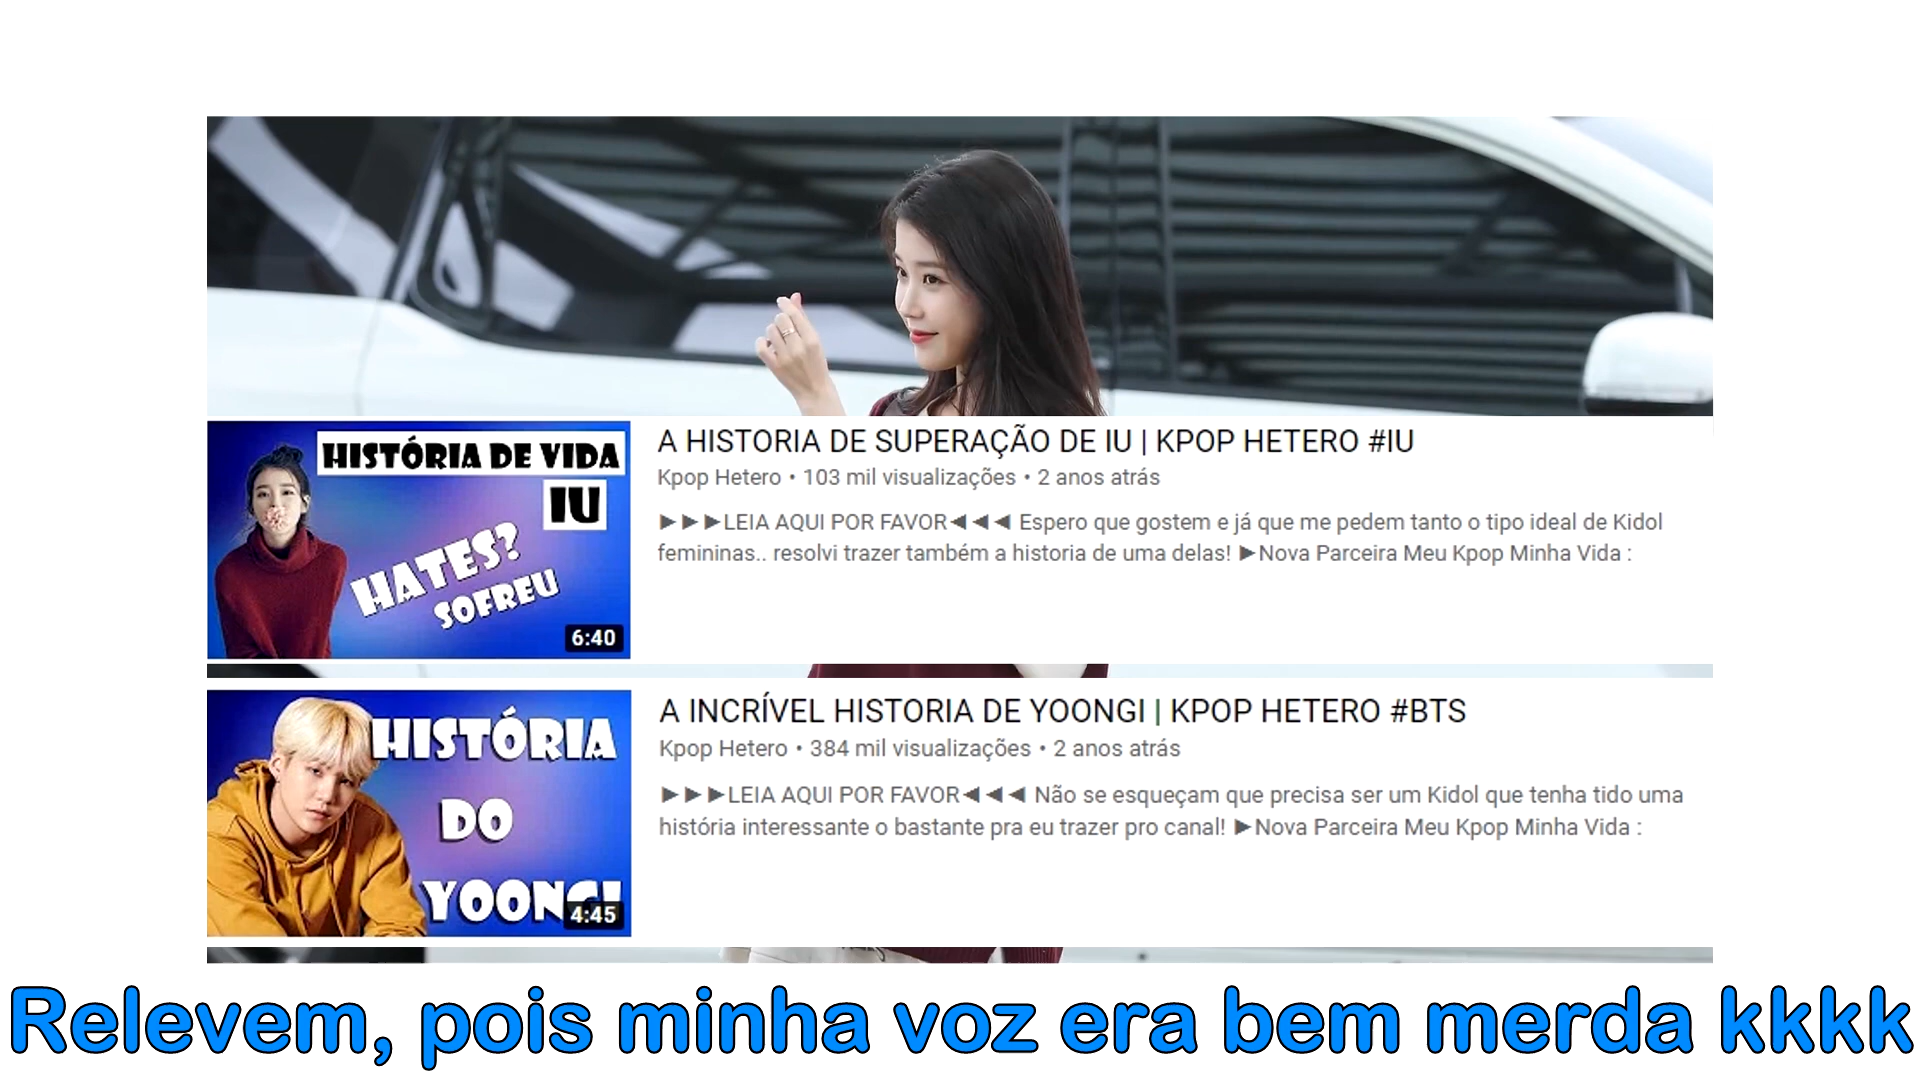 HISTÓRIA DE VIDA
IU
HATES?
SOFREU
6:40
A HISTORIA DE SUPERAÇÃO DE IU | KPOP HETERO #IU
Kpop Hetero • 103 mil visualizações • 2 anos atrás
►►►LEIA AQUI POR FAVOR◄◄◄ Espero que gostem e já que me pedem tanto o tipo ideal de Kidol
femininas.. resolvi trazer também a historia de uma delas! ►Nova Parceira Meu Kpop Minha Vida :
HISTÓRIA
DO
YOONGI
4:45
A INCRÍVEL HISTORIA DE YOONGI | KPOP HETERO #BTS
Kpop Hetero • 384 mil visualizações • 2 anos atrás
►►►LEIA AQUI POR FAVOR◄◄◄ Não se esqueçam que precisa ser um Kidol que tenha tido uma
história interessante o bastante pra eu trazer pro canal! ►Nova Parceira Meu Kpop Minha Vida :
Relevem, pois minha voz era bem merda kkkk